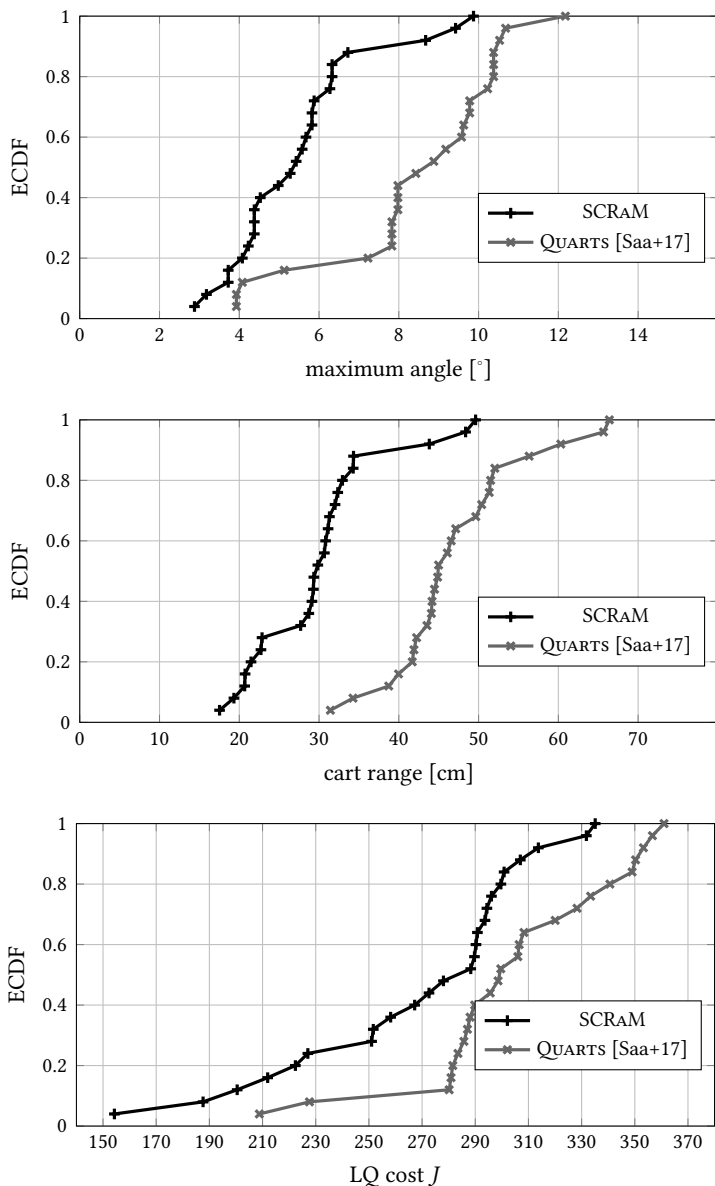 1
0.8
0.6
0.4
0.2
0
ECDF
SCRaM
Quarts [Saa+17]
0 2 4 6 8 10 12 14
maximum angle [°]
1
0.8
0.6
0.4
0.2
0
ECDF
SCRaM
Quarts [Saa+17]
0 10 20 30 40 50 60 70
cart range [cm]
1
0.8
0.6
0.4
0.2
0
ECDF
SCRaM
Quarts [Saa+17]
150 170 190 210 230 250 270 290 310 330 350 370
LQ cost J